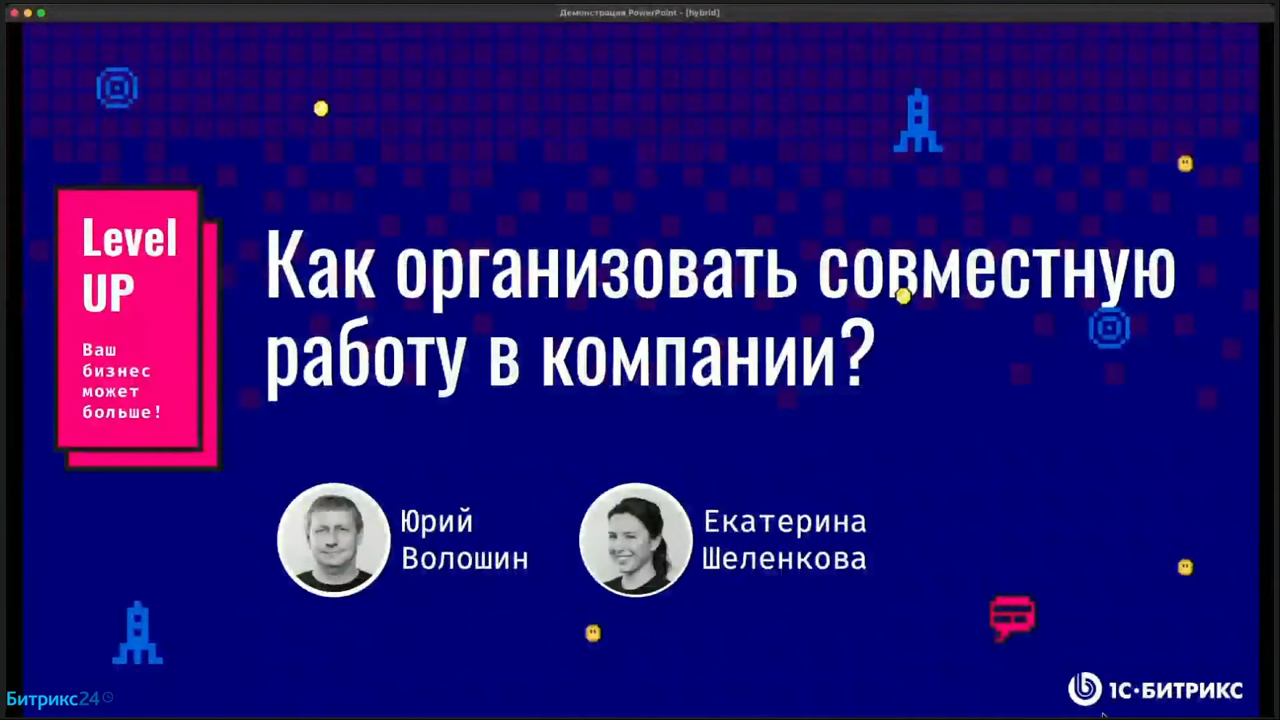 Демонстрация PowerPoint - [hybrid]
Level
UP
Ваш
бизнес
может
больше!
Как организовать совместную
работу в компании?
Юрий
Волошин
Екатерина
Шеленкова
Битрикс24
1С·БИТРИКС